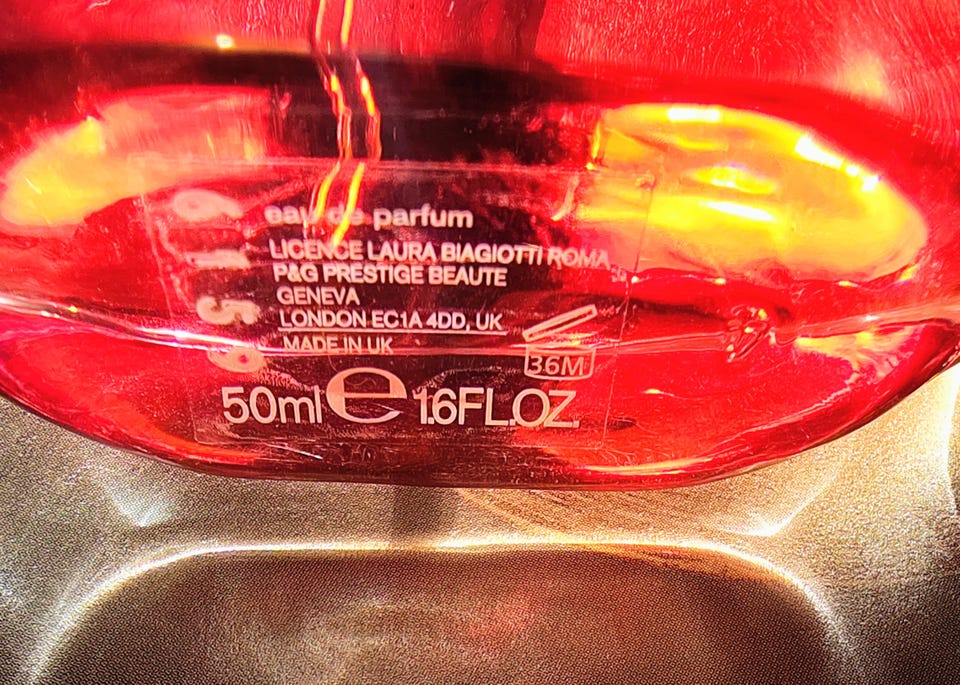 eau de parfum
LICENCE LAURA BIAGIOTTI ROMA
P&G PRESTIGE BEAUTE
GENEVA
LONDON EC1A 4DD, UK
MADE IN UK
36M
50ml e 1.6FL.OZ.